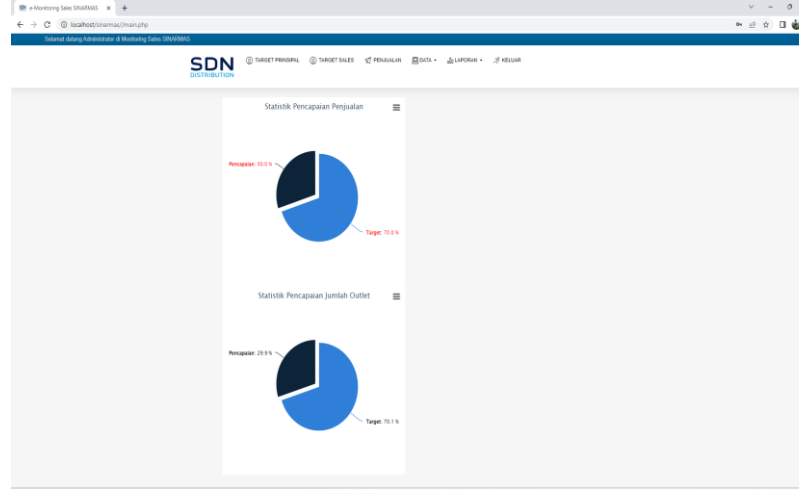 e-Monitoring Sales SINARMAS
localhost/sinarmas//main.php
Selamat datang Administrator di Monitoring Sales SINARMAS
SDN
DISTRIBUTION
TARGET PRINSIPAL TARGET SALES PENJUALAN DATA LAPORAN KELUAR
Statistik Pencapaian Penjualan
Pencapaian: 30.0 %
Target: 70.0 %
Statistik Pencapaian Jumlah Outlet
Pencapaian: 29.9 %
Target: 70.1 %